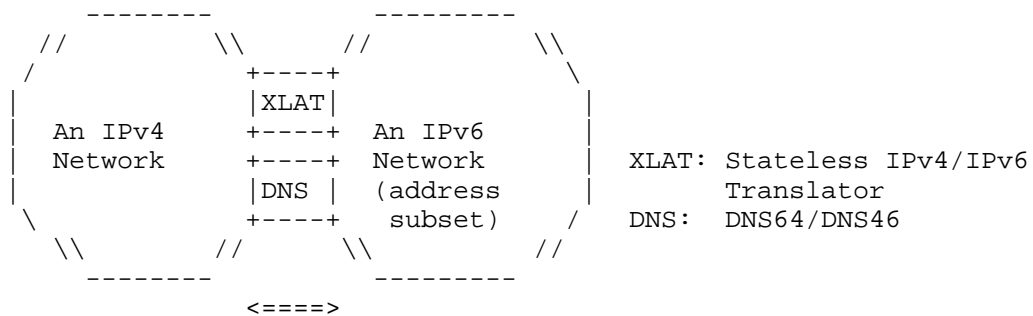 XLAT
An IPv4 An IPv6
Network Network XLAT: Stateless IPv4/IPv6
DNS (address Translator
subset) DNS: DNS64/DNS46
<====>